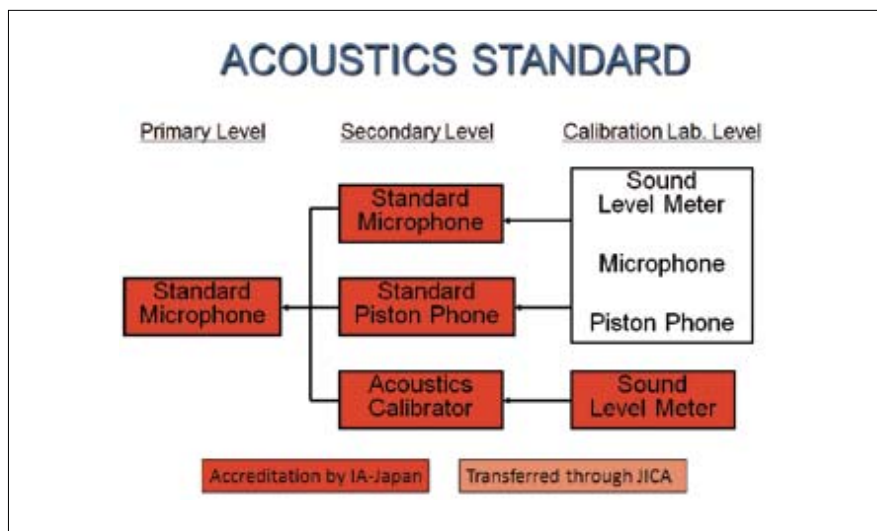 ACOUSTICS STANDARD
Primary Level
Secondary Level
Calibration Lab. Level
Standard
Microphone
Standard
Microphone
Standard
Piston Phone
Acoustics
Calibrator
Sound
Level Meter
Microphone
Piston Phone
Sound
Level Meter
Accreditation by IA-Japan
Transferred through JICA